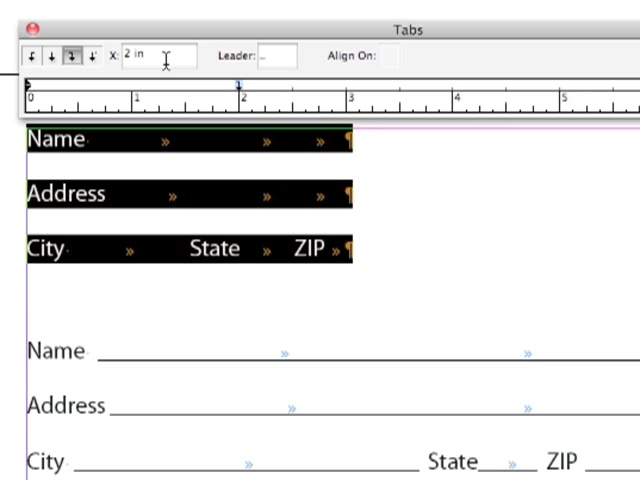 Tabs
X: 2 in Leader: _ Align On:
0 1 2 3 4 5
Name » » » ¶
Address » » » ¶
City » State » ZIP » ¶
Name » »
Address » »
City » State » ZIP